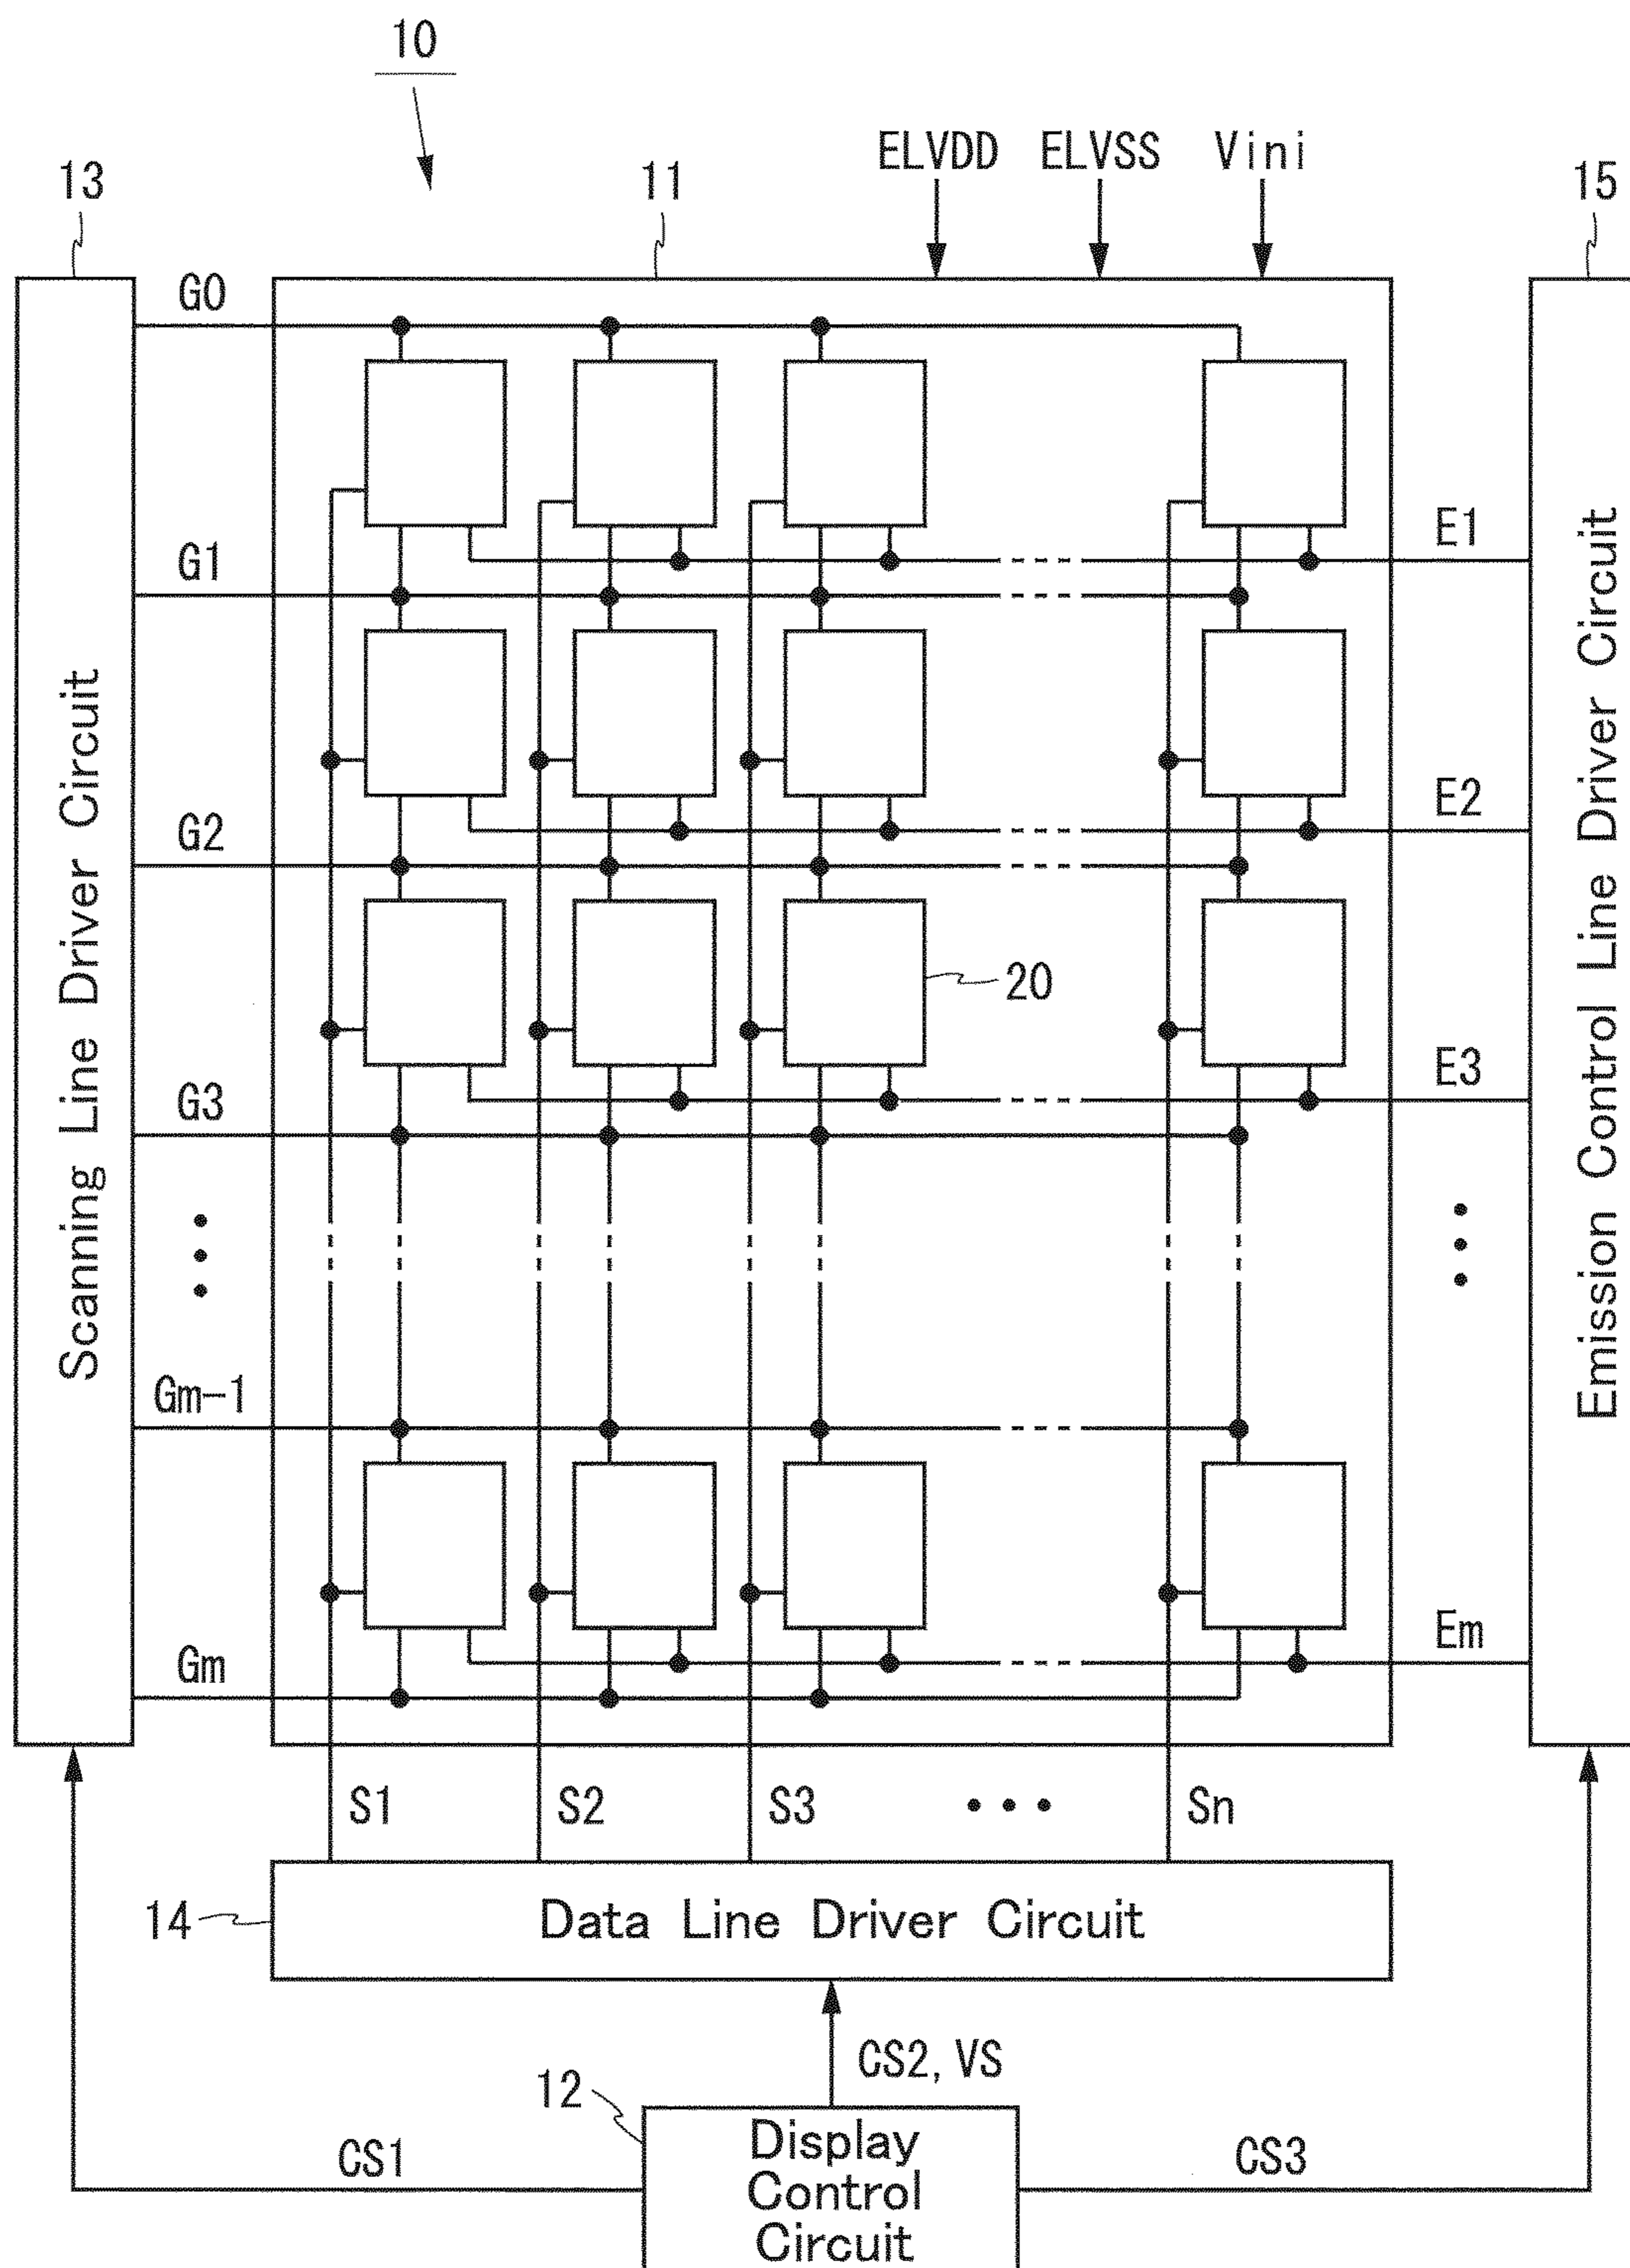 10
ELVDD ELVSS Vini
13
11
15
G0
E1
G1
E2
G2
20
E3
G3
Scanning Line Driver Circuit
Emission Control Line Driver Circuit
Gm-1
Em
Gm
S1 S2 S3 Sn
14
Data Line Driver Circuit
CS2, VS
12
Display
Control
Circuit
CS1
CS3